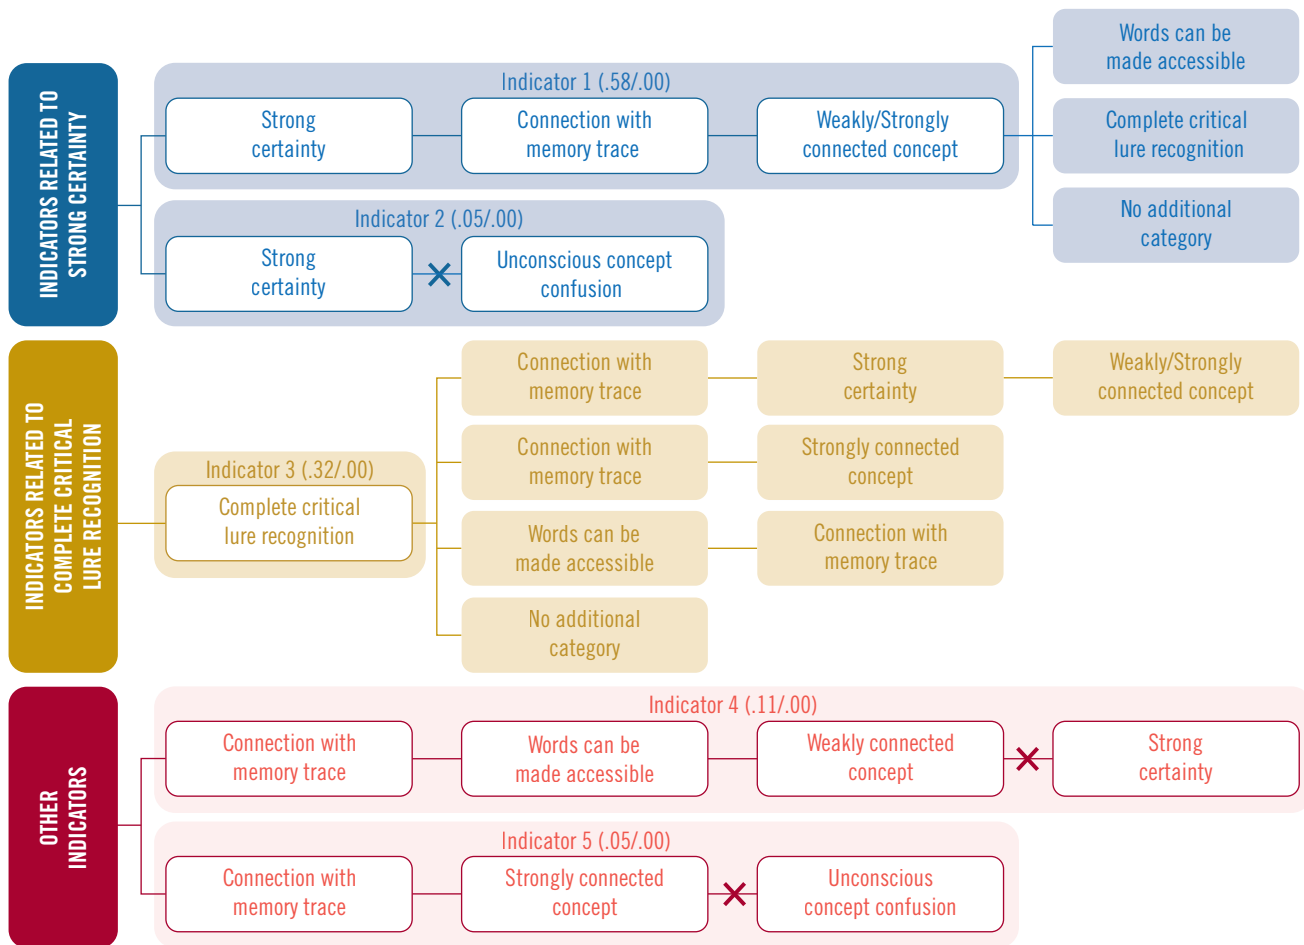 INDICATORS RELATED TO
STRONG CERTAINTY
Indicator 1 (.58/.00)
Strong
certainty
Connection with
memory trace
Weakly/Strongly
connected concept
Words can be
made accessible
Complete critical
lure recognition
No additional
category
Indicator 2 (.05/.00)
Strong
certainty
Unconscious concept
confusion
INDICATORS RELATED TO
COMPLETE CRITICAL
LURE RECOGNITION
Indicator 3 (.32/.00)
Complete critical
lure recognition
Connection with
memory trace
Strong
certainty
Weakly/Strongly
connected concept
Connection with
memory trace
Strongly connected
concept
Words can be
made accessible
Connection with
memory trace
No additional
category
OTHER
INDICATORS
Indicator 4 (.11/.00)
Connection with
memory trace
Words can be
made accessible
Weakly connected
concept
Strong
certainty
Indicator 5 (.05/.00)
Connection with
memory trace
Strongly connected
concept
Unconscious
concept confusion